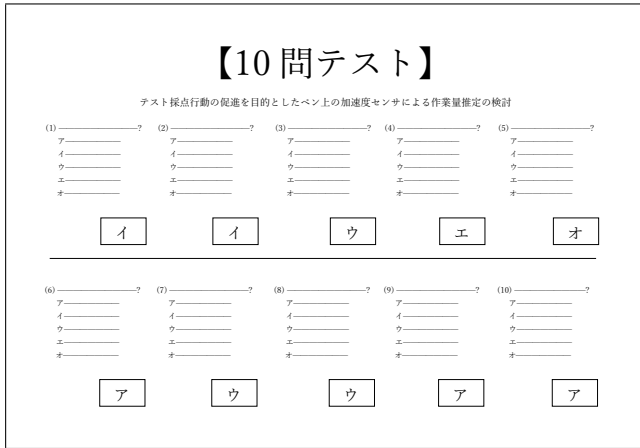 【10 問テスト】
テスト採点行動の促進を目的としたペン上の加速度センサによる作業量推定の検討
(1) ――――――――? (2) ――――――――? (3) ――――――――? (4) ――――――――? (5) ――――――――?
ア―――――― ア―――――― ア―――――― ア―――――― ア――――――
イ―――――― イ―――――― イ―――――― イ―――――― イ――――――
ウ―――――― ウ―――――― ウ―――――― ウ―――――― ウ――――――
エ―――――― エ―――――― エ―――――― エ―――――― エ――――――
オ―――――― オ―――――― オ―――――― オ―――――― オ――――――
イ イ ウ エ オ
(6) ――――――――? (7) ――――――――? (8) ――――――――? (9) ――――――――? (10) ――――――――?
ア―――――― ア―――――― ア―――――― ア―――――― ア――――――
イ―――――― イ―――――― イ―――――― イ―――――― イ――――――
ウ―――――― ウ―――――― ウ―――――― ウ―――――― ウ――――――
エ―――――― エ―――――― エ―――――― エ―――――― エ――――――
オ―――――― オ―――――― オ―――――― オ―――――― オ――――――
ア ウ ウ ア ア